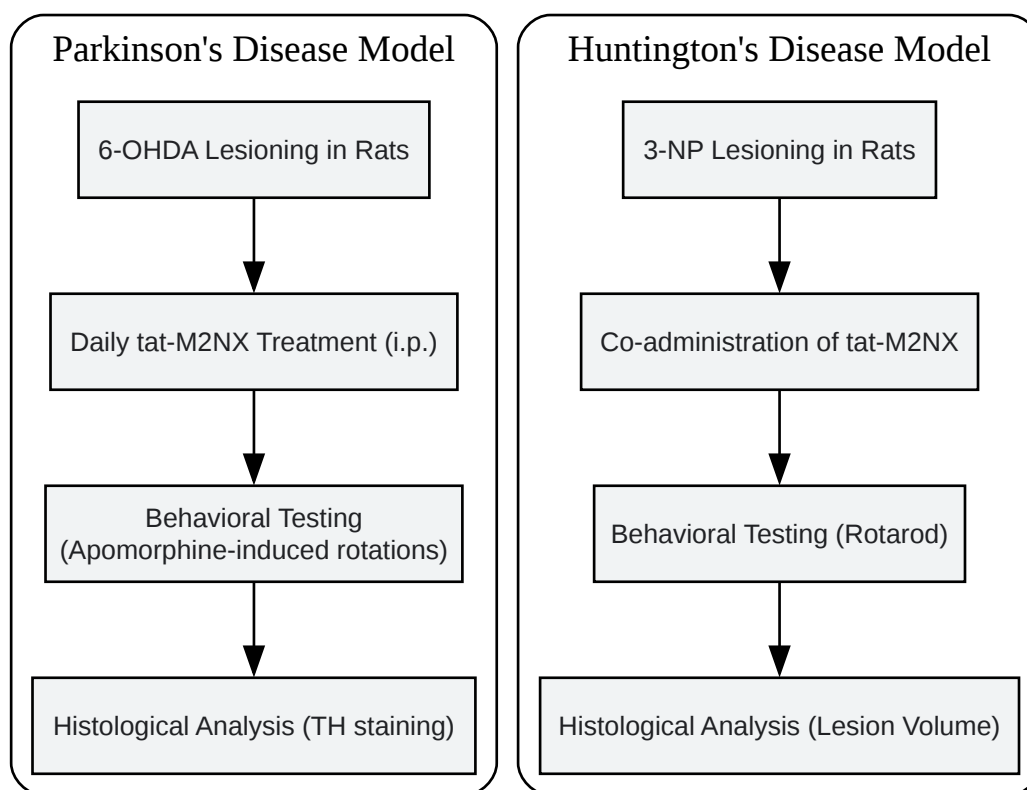 Parkinson's Disease Model
6-OHDA Lesioning in Rats
Daily tat-M2NX Treatment (i.p.)
Behavioral Testing
(Apomorphine-induced rotations)
Histological Analysis (TH staining)
Huntington's Disease Model
3-NP Lesioning in Rats
Co-administration of tat-M2NX
Behavioral Testing (Rotarod)
Histological Analysis (Lesion Volume)